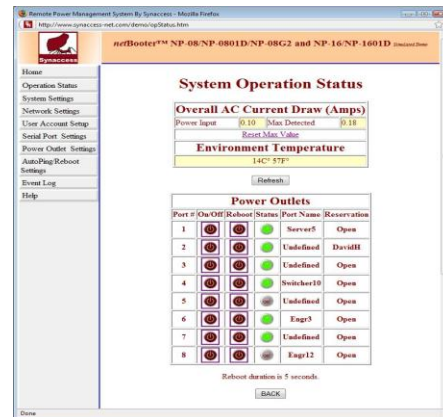 Remote Power Management System By Synaccess - Mozilla Firefox
http://www.synaccess-net.com/demo/opStatus.htm
Synaccess
netBooter™ NP-08/NP-0801D/NP-08G2 and NP-16/NP-1601D Simulated Demo
Home
Operation Status
System Settings
Network Settings
User Account Setup
Serial Port Settings
Power Outlet Settings
AutoPing/Reboot
Settings
Event Log
Help
System Operation Status
Overall AC Current Draw (Amps)
Power Input 0.10 Max Detected 0.18
Reset Max Value
Environment Temperature
14C° 57F°
Refresh
Power Outlets
Port # On/Off Reboot Status Port Name Reservation
1 Server5 Open
2 Undefined DavidH
3 Undefined Open
4 Switcher10 Open
5 Undefined Open
6 Engr3 Open
7 Undefined Open
8 Engr12 Open
Reboot duration is 5 seconds.
BACK
Done